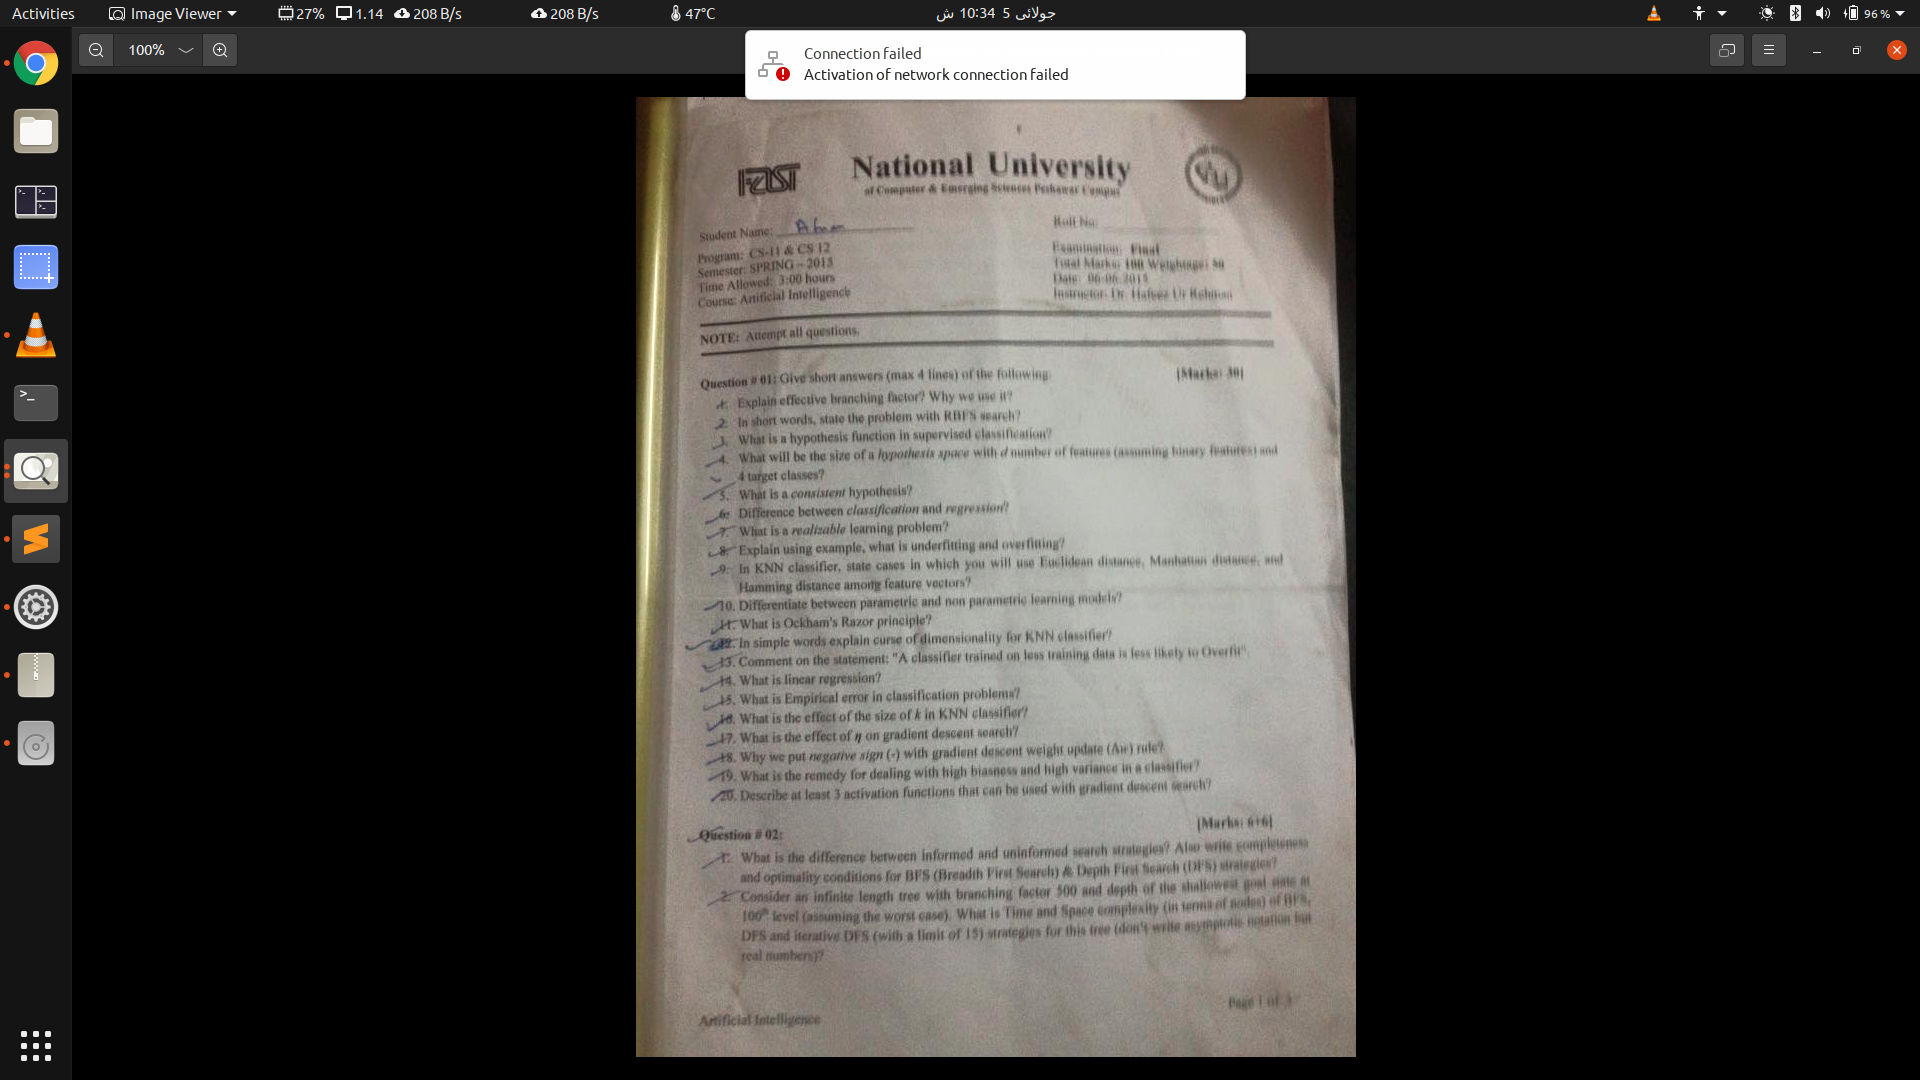 Activities
Image Viewer
27%
1.14
208 B/s
208 B/s
47°C
جولائی 5 10:34 ش
96 %
100%
Connection failed
Activation of network connection failed
National University
of Computer & Emerging Sciences Peshawar Campus
Student Name:
Roll No:
Program: CS-11 & CS 12
Examination: Final
Semester: SPRING – 2013
Total Marks: 100 Weightage: 50
Time Allowed: 3:00 hours
Date: 06-06-2013
Course: Artificial Intelligence
Instructor: Dr. Hafeez Ur Rehman
NOTE: Attempt all questions.
Question # 01: Give short answers (max 4 lines) of the following: [Marks: 30]
1. Explain effective branching factor? Why we use it?
2. In short words, state the problem with RBFS search?
3. What is a hypothesis function in supervised classification?
4. What will be the size of a hypothesis space with d number of features (assuming binary features) and
4 target classes?
5. What is a consistent hypothesis?
6. Difference between classification and regression?
7. What is a realizable learning problem?
8. Explain using example, what is underfitting and overfitting?
9. In KNN classifier, state cases in which you will use Euclidean distance, Manhattan distance, and
Hamming distance among feature vectors?
10. Differentiate between parametric and non parametric learning models?
11. What is Ockham's Razor principle?
12. In simple words explain curse of dimensionality for KNN classifier?
13. Comment on the statement: "A classifier trained on less training data is less likely to Overfit".
14. What is linear regression?
15. What is Empirical error in classification problems?
16. What is the effect of the size of k in KNN classifier?
17. What is the effect of η on gradient descent search?
18. Why we put negative sign (-) with gradient descent weight update (Δw) rule?
19. What is the remedy for dealing with high biasness and high variance in a classifier?
20. Describe at least 3 activation functions that can be used with gradient descent search?
Question # 02: [Marks: 6+6]
1. What is the difference between informed and uninformed search strategies? Also write completeness
and optimality conditions for BFS (Breadth First Search) & Depth First Search (DFS) strategies?
2. Consider an infinite length tree with branching factor 500 and depth of the shallowest goal state at
100th level (assuming the worst case). What is Time and Space complexity (in terms of nodes) of BFS,
DFS and iterative DFS (with a limit of 15) strategies for this tree (don't write asymptotic notation but
real numbers)?
Page 1 of 3
Artificial Intelligence